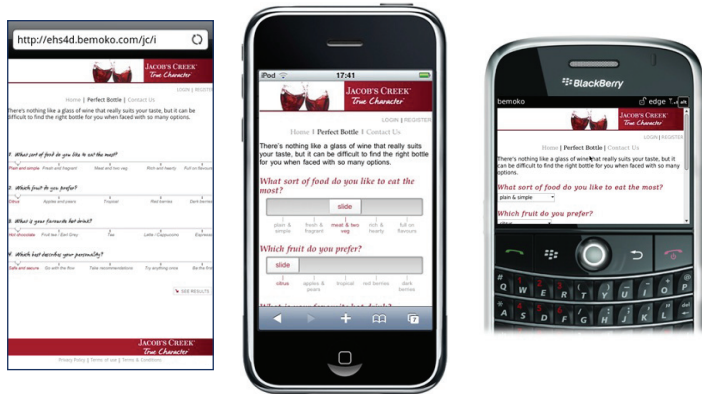 http://ehs4d.bemoko.com/jc/i
JACOB'S CREEK
True Character
LOGIN | REGISTER
Home | Perfect Bottle | Contact Us
There's nothing like a glass of wine that really suits your taste, but it can be
difficult to find the right bottle for you when faced with so many options.
1. What sort of food do you like to eat the most?
Plain and simple Fresh and fragrant Meat and two veg Rich and hearty Full on flavours
2. Which fruit do you prefer?
Citrus Apples and pears Tropical Red berries Dark berries
3. What is your favourite hot drink?
Hot chocolate Fruit tea / Earl Grey Tea Latte / Cappuccino Espresso
4. Which best describes your personality?
Safe and secure Go with the flow Take recommendations Try anything once Be the first
SEE RESULTS
JACOB'S CREEK
True Character
Privacy Policy | Terms of use | Terms & Conditions
iPod 17:41
JACOB'S CREEK
True Character
LOGIN | REGISTER
Home | Perfect Bottle | Contact Us
There's nothing like a glass of wine that really suits
your taste, but it can be difficult to find the right bottle
for you when faced with so many options.
What sort of food do you like to eat the
most?
slide
plain & simple fresh & fragrant meat & two veg rich & hearty full on flavours
Which fruit do you prefer?
slide
citrus apples & pears tropical red berries dark berries
What is your favourite hot drink?
7
BlackBerry
bemoko edge
JACOB'S CREEK
True Character
LOGIN | REGISTER
Home | Perfect Bottle | Contact Us
There's nothing like a glass of wine that really suits your taste, but it
can be difficult to find the right bottle for you when faced with so many
options.
What sort of food do you like to eat the most?
plain & simple
Which fruit do you prefer?
citrus
Q W E R T Y U I O P
A S D F G H J K L